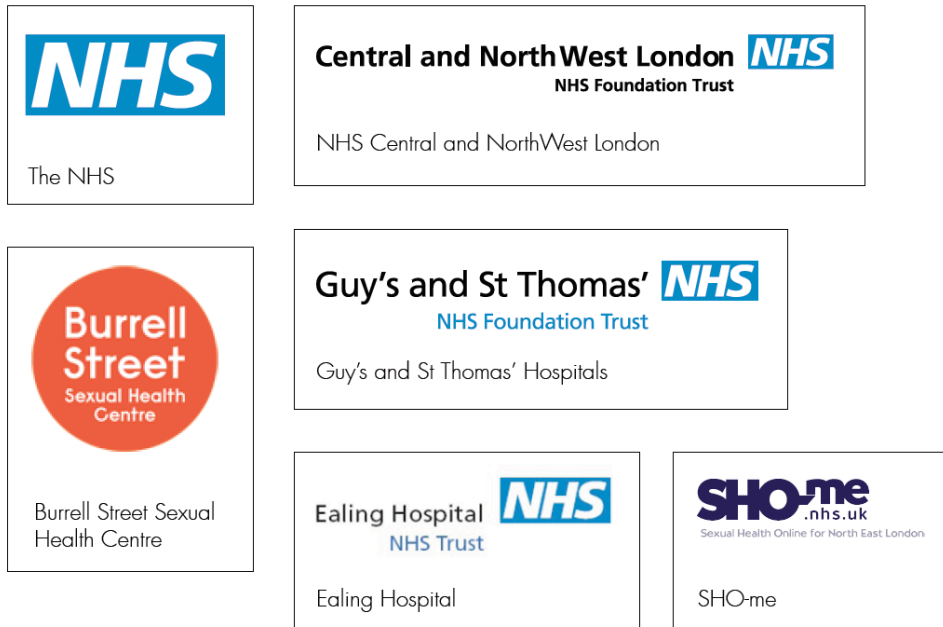 NHS
The NHS
Central and North West London NHS
NHS Foundation Trust
NHS Central and NorthWest London
Burrell
Street
Sexual Health
Centre
Burrell Street Sexual
Health Centre
Guy's and St Thomas' NHS
NHS Foundation Trust
Guy's and St Thomas' Hospitals
Ealing Hospital NHS
NHS Trust
Ealing Hospital
SHO-me
.nhs.uk
Sexual Health Online for North East London
SHO-me